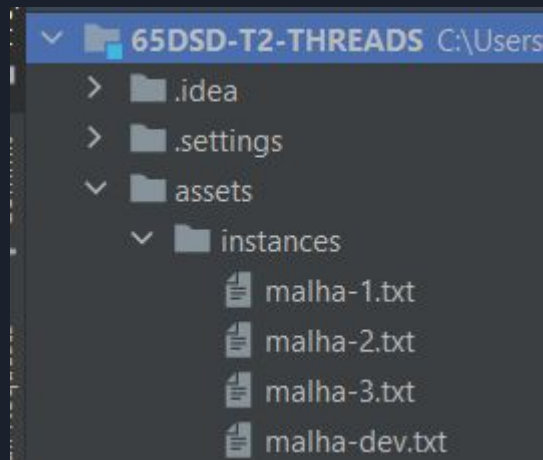 65DSD-T2-THREADS C:\Users
.idea
.settings
assets
instances
malha-1.txt
malha-2.txt
malha-3.txt
malha-dev.txt